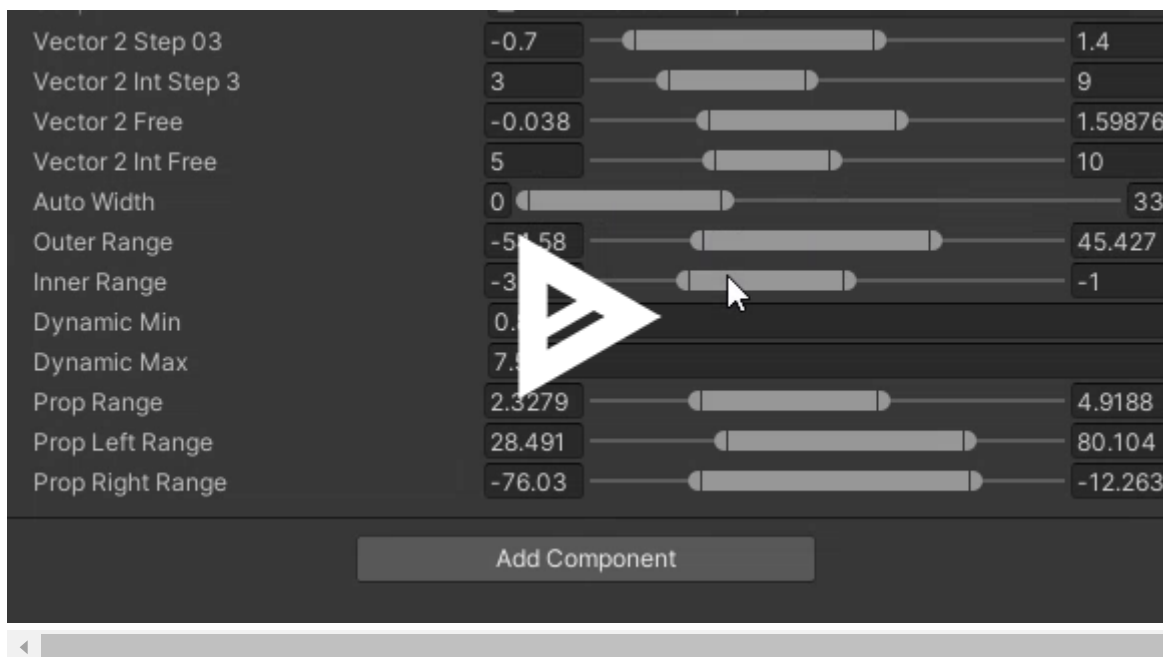 Vector 2 Step 03 -0.7 1.4
Vector 2 Int Step 3 3 9
Vector 2 Free -0.038 1.59876
Vector 2 Int Free 5 10
Auto Width 0 33
Outer Range 45.427
Inner Range -1
Dynamic Min
Dynamic Max
Prop Range 2.3279 4.9188
Prop Left Range 28.491 80.104
Prop Right Range -76.03 -12.263
Add Component